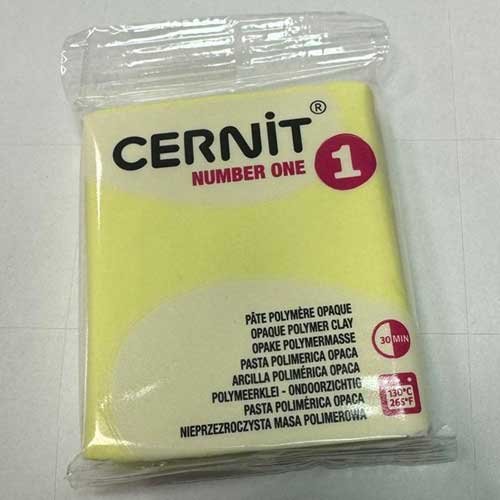 CERNiT®
NUMBER ONE
1
PÂTE POLYMÈRE OPAQUE
OPAQUE POLYMER CLAY
OPAKE POLYMERMASSE
PASTA POLIMERICA OPACA
ARCILLA POLIMÉRICA OPACA
POLYMEERKLEI - ONDOORZICHTIG
PASTA POLIMÉRICA OPACA
NIEPRZEZROCZYSTA MASA POLIMEROWA
30 MIN
130°C
265°F